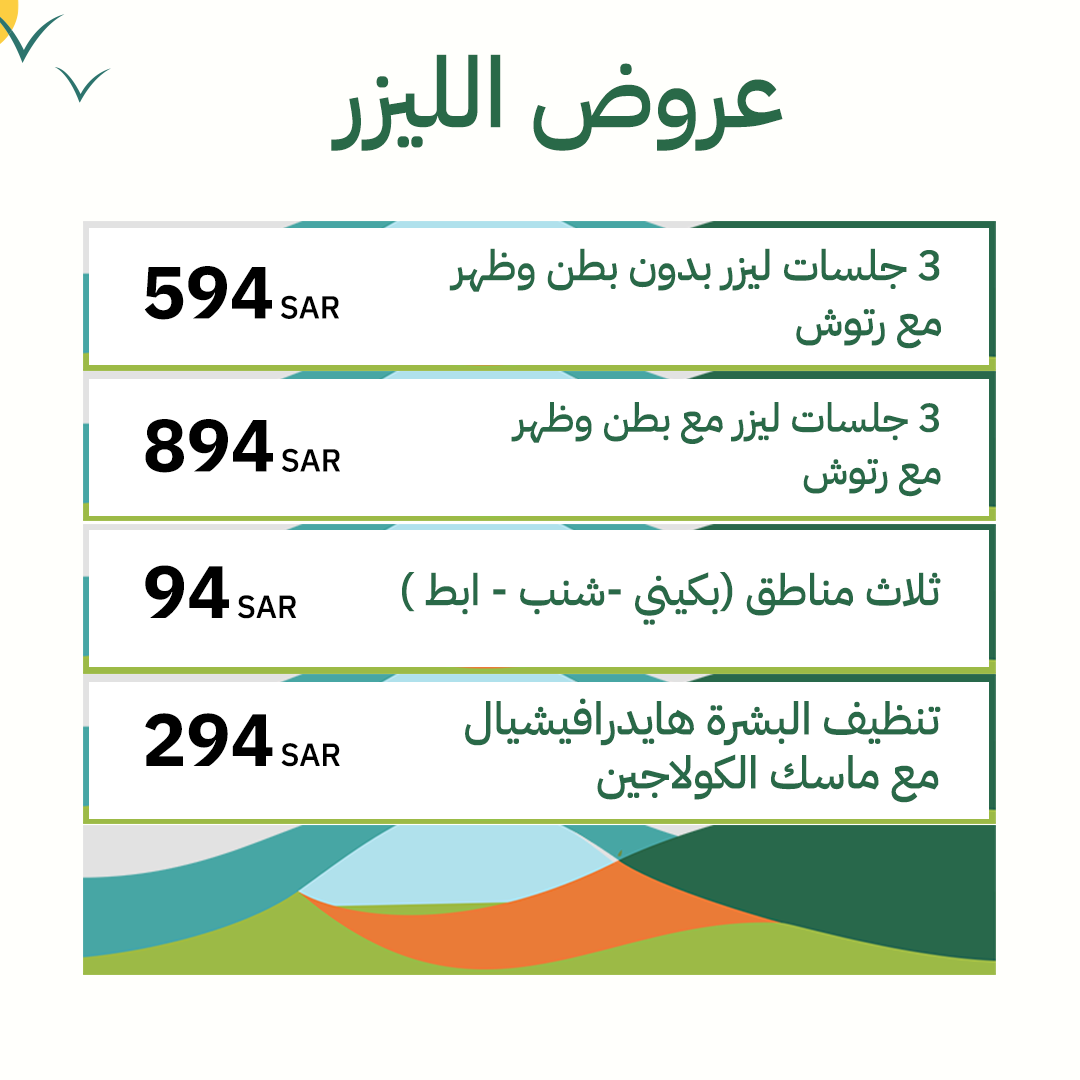 عروض الليزر
3 جلسات ليزر بدون بطن وظهر
مع رتوش
594 SAR
3 جلسات ليزر مع بطن وظهر
مع رتوش
894 SAR
ثلاث مناطق (بكيني -شنب - ابط )
94 SAR
تنظيف البشرة هايدرافيشيال
مع ماسك الكولاجين
294 SAR